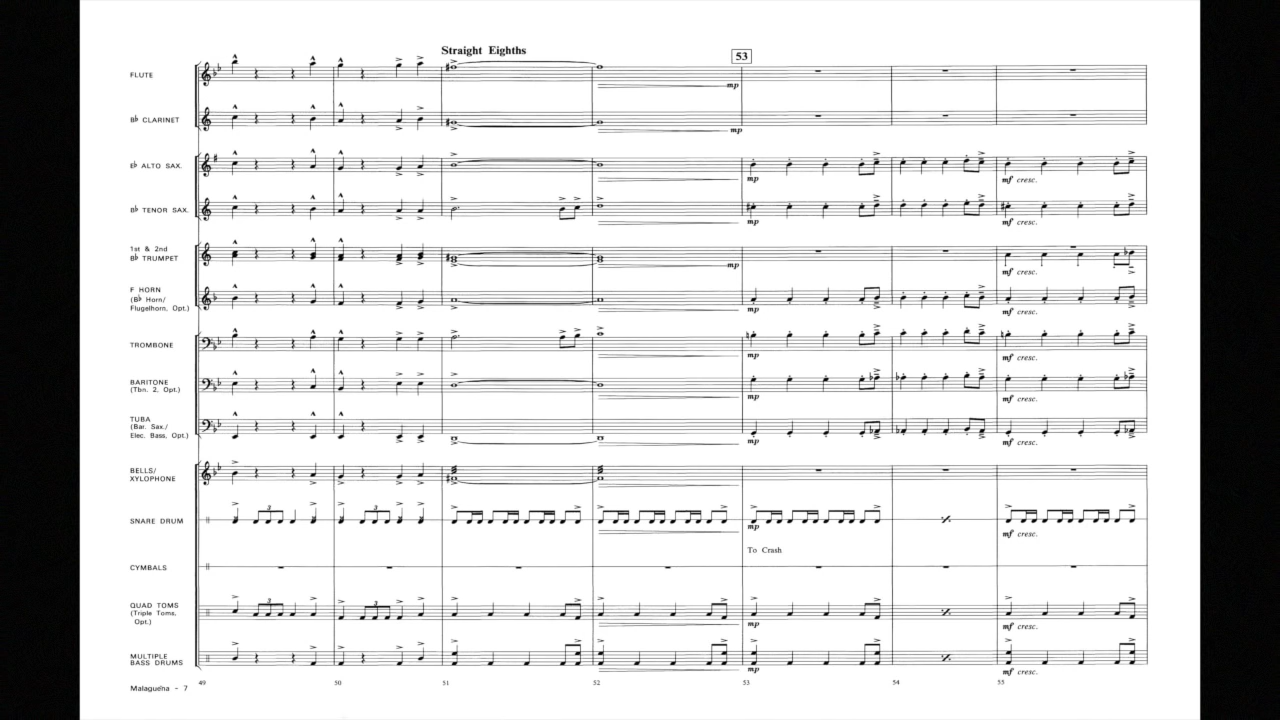 Straight Eighths
53
FLUTE
mp
B♭ CLARINET
mp
E♭ ALTO SAX.
mp
mf cresc.
B♭ TENOR SAX.
mp
mf cresc.
1st & 2nd
B♭ TRUMPET
mp
mf cresc.
F HORN
(B♭ Horn/
Flugelhorn, Opt.)
mp
mf cresc.
TROMBONE
mp
mf cresc.
BARITONE
(Tbn. 2, Opt.)
mp
mf cresc.
TUBA
(Bar. Sax./
Elec. Bass, Opt.)
mp
mf cresc.
BELLS/
XYLOPHONE
3
3
SNARE DRUM
mp
mf cresc.
To Crash
CYMBALS
3
3
QUAD TOMS
(Triple Toms,
Opt.)
mp
mf cresc.
MULTIPLE
BASS DRUMS
mp
mf cresc.
49 50 51 52 53 54 55
Malagueña - 7